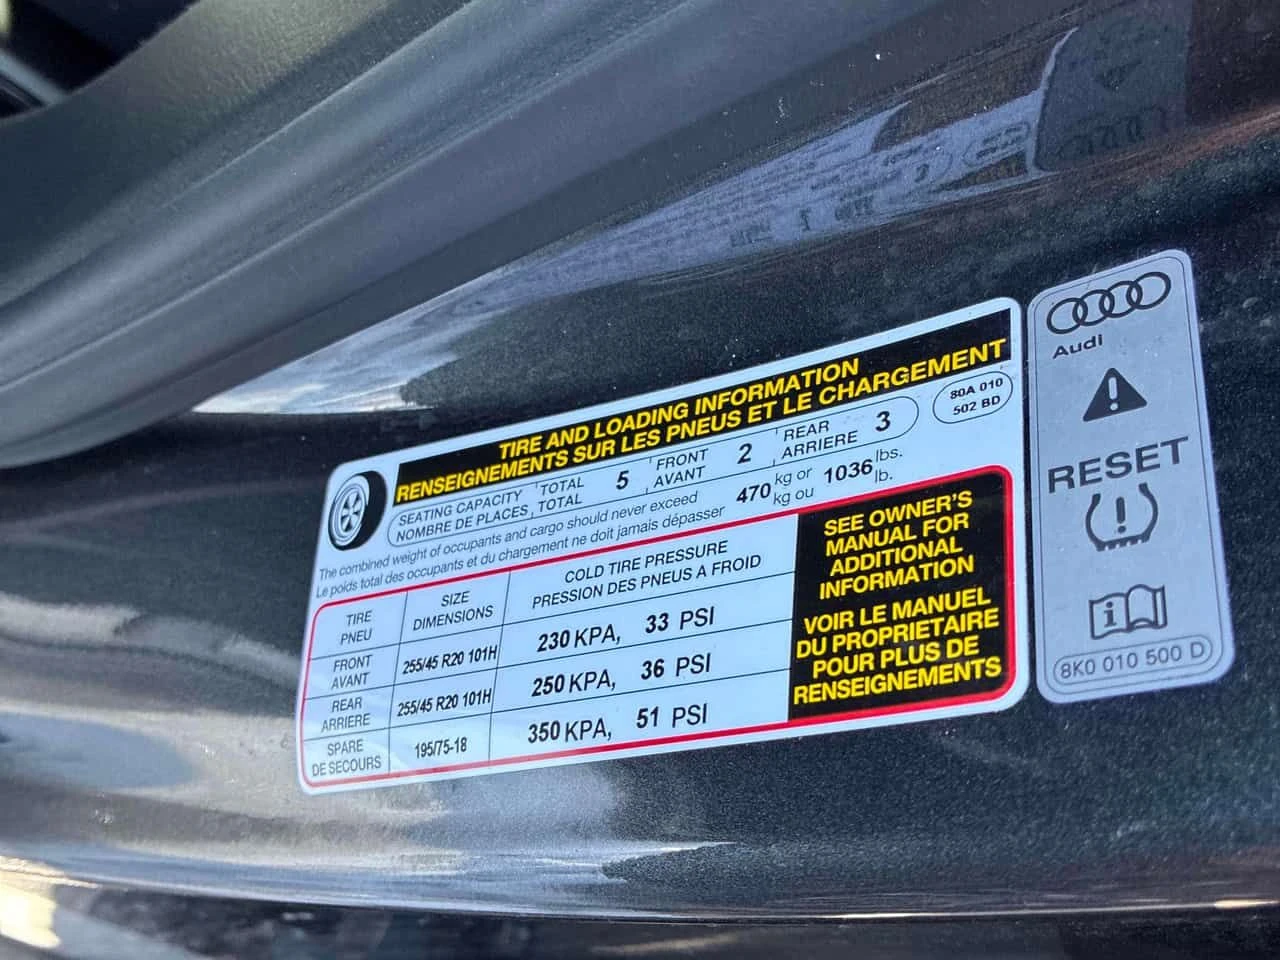 TIRE AND LOADING INFORMATION
RENSEIGNEMENTS SUR LES PNEUS ET LE CHARGEMENT
SEATING CAPACITY TOTAL 5 FRONT 2 REAR 3
NOMBRE DE PLACES TOTAL AVANT ARRIERE
80A 010
502 BD
The combined weight of occupants and cargo should never exceed 470 kg or 1036 lbs.
Le poids total des occupants et du chargement ne doit jamais dépasser kg ou lb.
TIRE SIZE COLD TIRE PRESSURE
PNEU DIMENSIONS PRESSION DES PNEUS A FROID
FRONT 255/45 R20 101H 230 KPA, 33 PSI
AVANT
REAR 255/45 R20 101H 250 KPA, 36 PSI
ARRIERE
SPARE 195/75-18 350 KPA, 51 PSI
DE SECOURS
SEE OWNER'S
MANUAL FOR
ADDITIONAL
INFORMATION
VOIR LE MANUEL
DU PROPRIETAIRE
POUR PLUS DE
RENSEIGNEMENTS
Audi
RESET
8K0 010 500 D